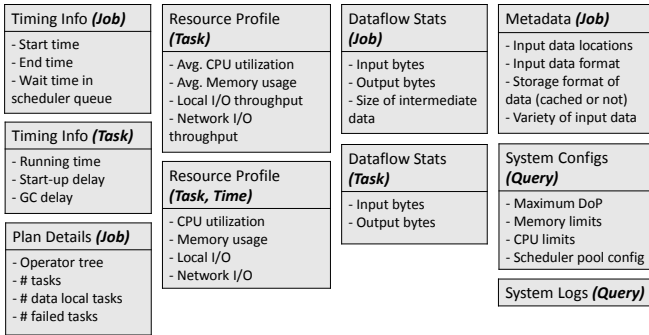 Timing Info (Job)
- Start time
- End time
- Wait time in
scheduler queue
Timing Info (Task)
- Running time
- Start-up delay
- GC delay
Plan Details (Job)
- Operator tree
- # tasks
- # data local tasks
- # failed tasks
Resource Profile
(Task)
- Avg. CPU utilization
- Avg. Memory usage
- Local I/O throughput
- Network I/O
throughput
Resource Profile
(Task, Time)
- CPU utilization
- Memory usage
- Local I/O
- Network I/O
Dataflow Stats
(Job)
- Input bytes
- Output bytes
- Size of intermediate
data
Dataflow Stats
(Task)
- Input bytes
- Output bytes
Metadata (Job)
- Input data locations
- Input data format
- Storage format of
data (cached or not)
- Variety of input data
System Configs
(Query)
- Maximum DoP
- Memory limits
- CPU limits
- Scheduler pool config
System Logs (Query)